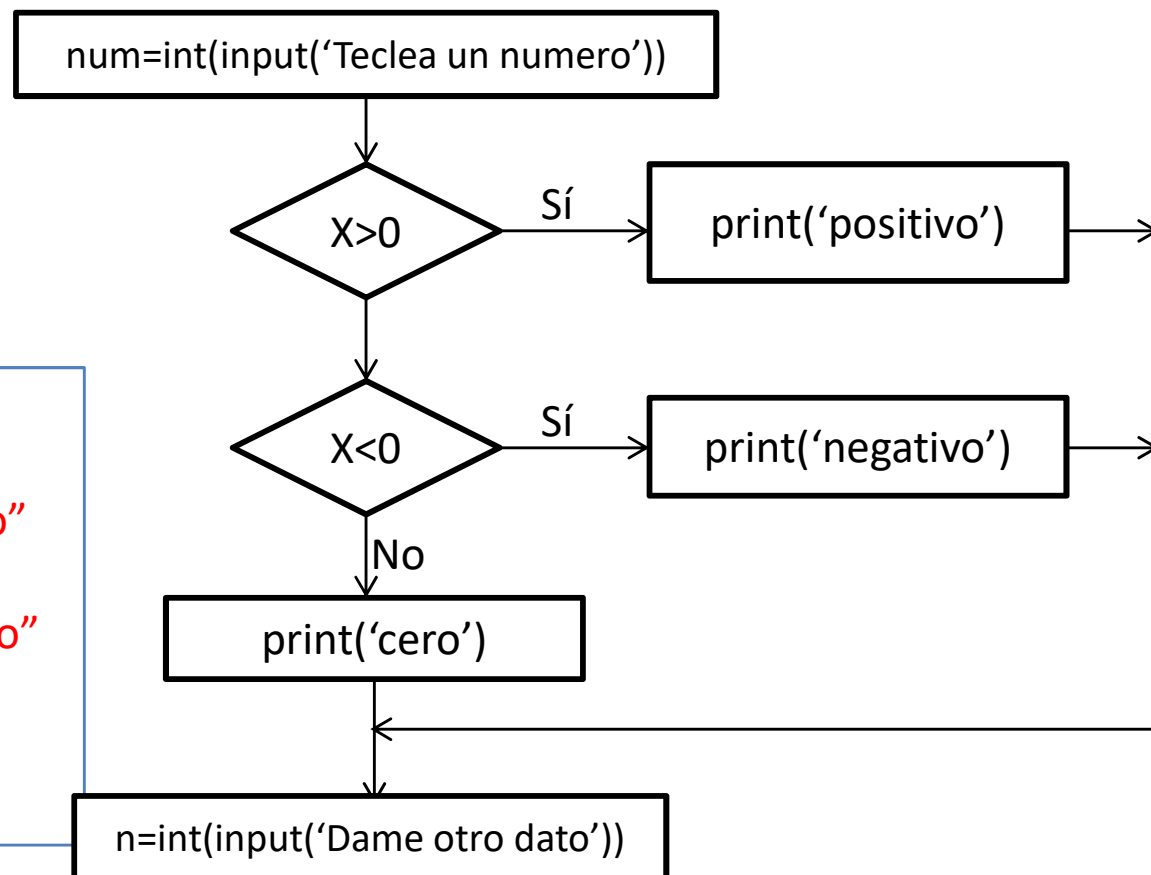 num=int(input(‘Teclea un numero’))
X>0
Sí
print(‘positivo’)
X<0
Sí
print(‘negativo’)
No
print(‘cero’)
n=int(input(‘Dame otro dato’))